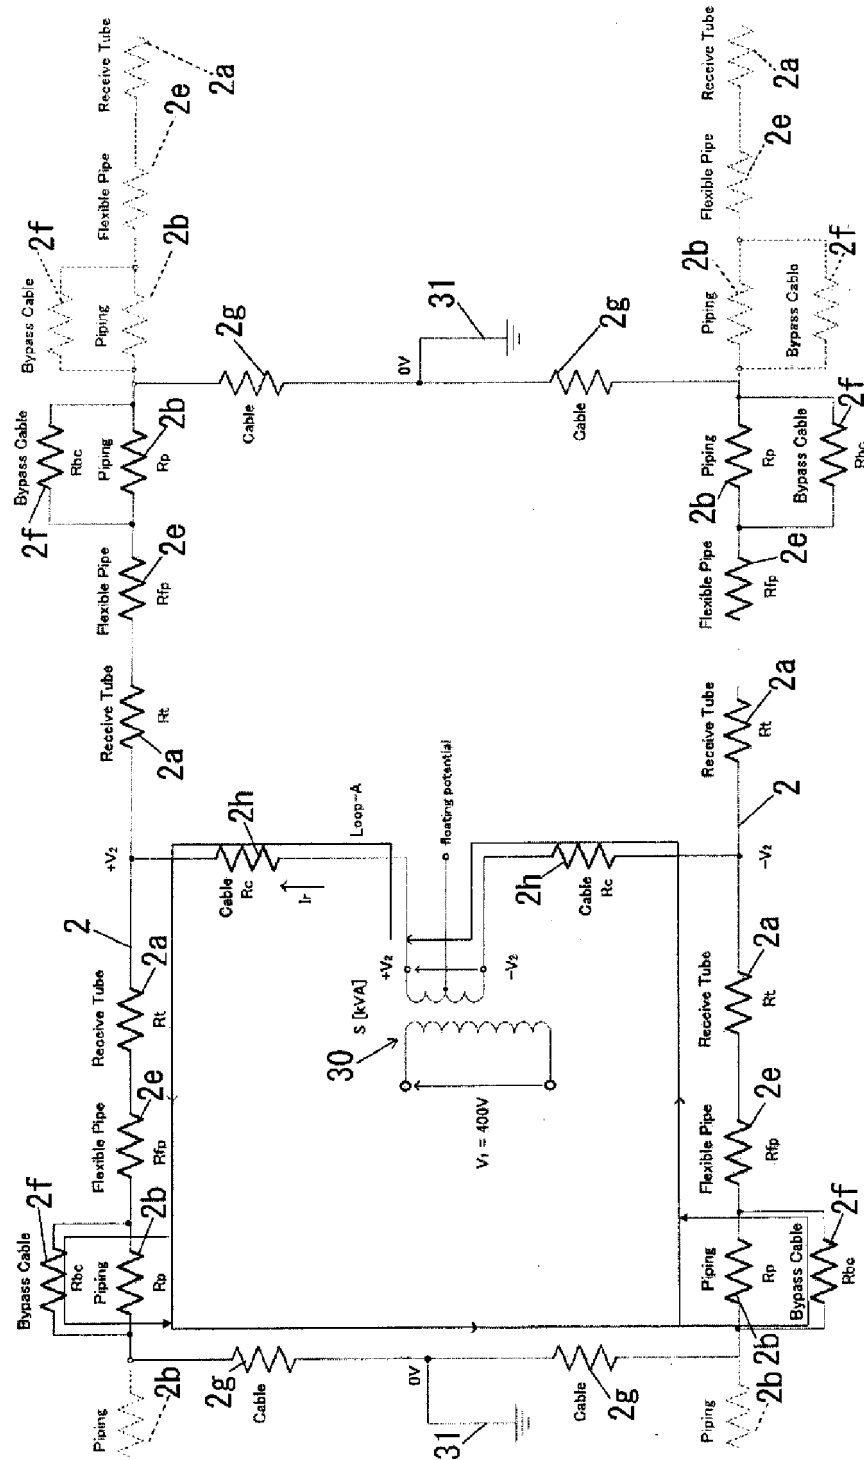 Bypass Cable
2f
Bypass Cable
2f
Bypass Cable
2f
Rbc
Rbc
Piping
2b
Piping
Rp
2b
Flexible Pipe
Rfp
2e
Receive Tube
Rt
2a
2
+V₂
Receive Tube
Rt
2a
Flexible Pipe
Rfp
2e
Piping
Rp
2b
Piping
2b
Flexible Pipe
2e
Receive Tube
2a
2g
Cable
Cable
Rc
2h
Ir
Loop-A
Cable
2g
0V
31
V₁ = 400V
30
S [kVA]
+V₂
−V₂
floating potential
0V
31
Cable
2g
Cable
Rc
2h
Cable
2g
Piping
2b
Piping
Rp
2b
Flexible Pipe
Rfp
2e
Receive Tube
Rt
2a
−V₂
2
Receive Tube
Rt
2a
Flexible Pipe
Rfp
2e
Piping
Rp
2b
Piping
2b
Flexible Pipe
2e
Receive Tube
2a
Bypass Cable
Rbc
2f
Bypass Cable
Rbc
2f
Bypass Cable
2f